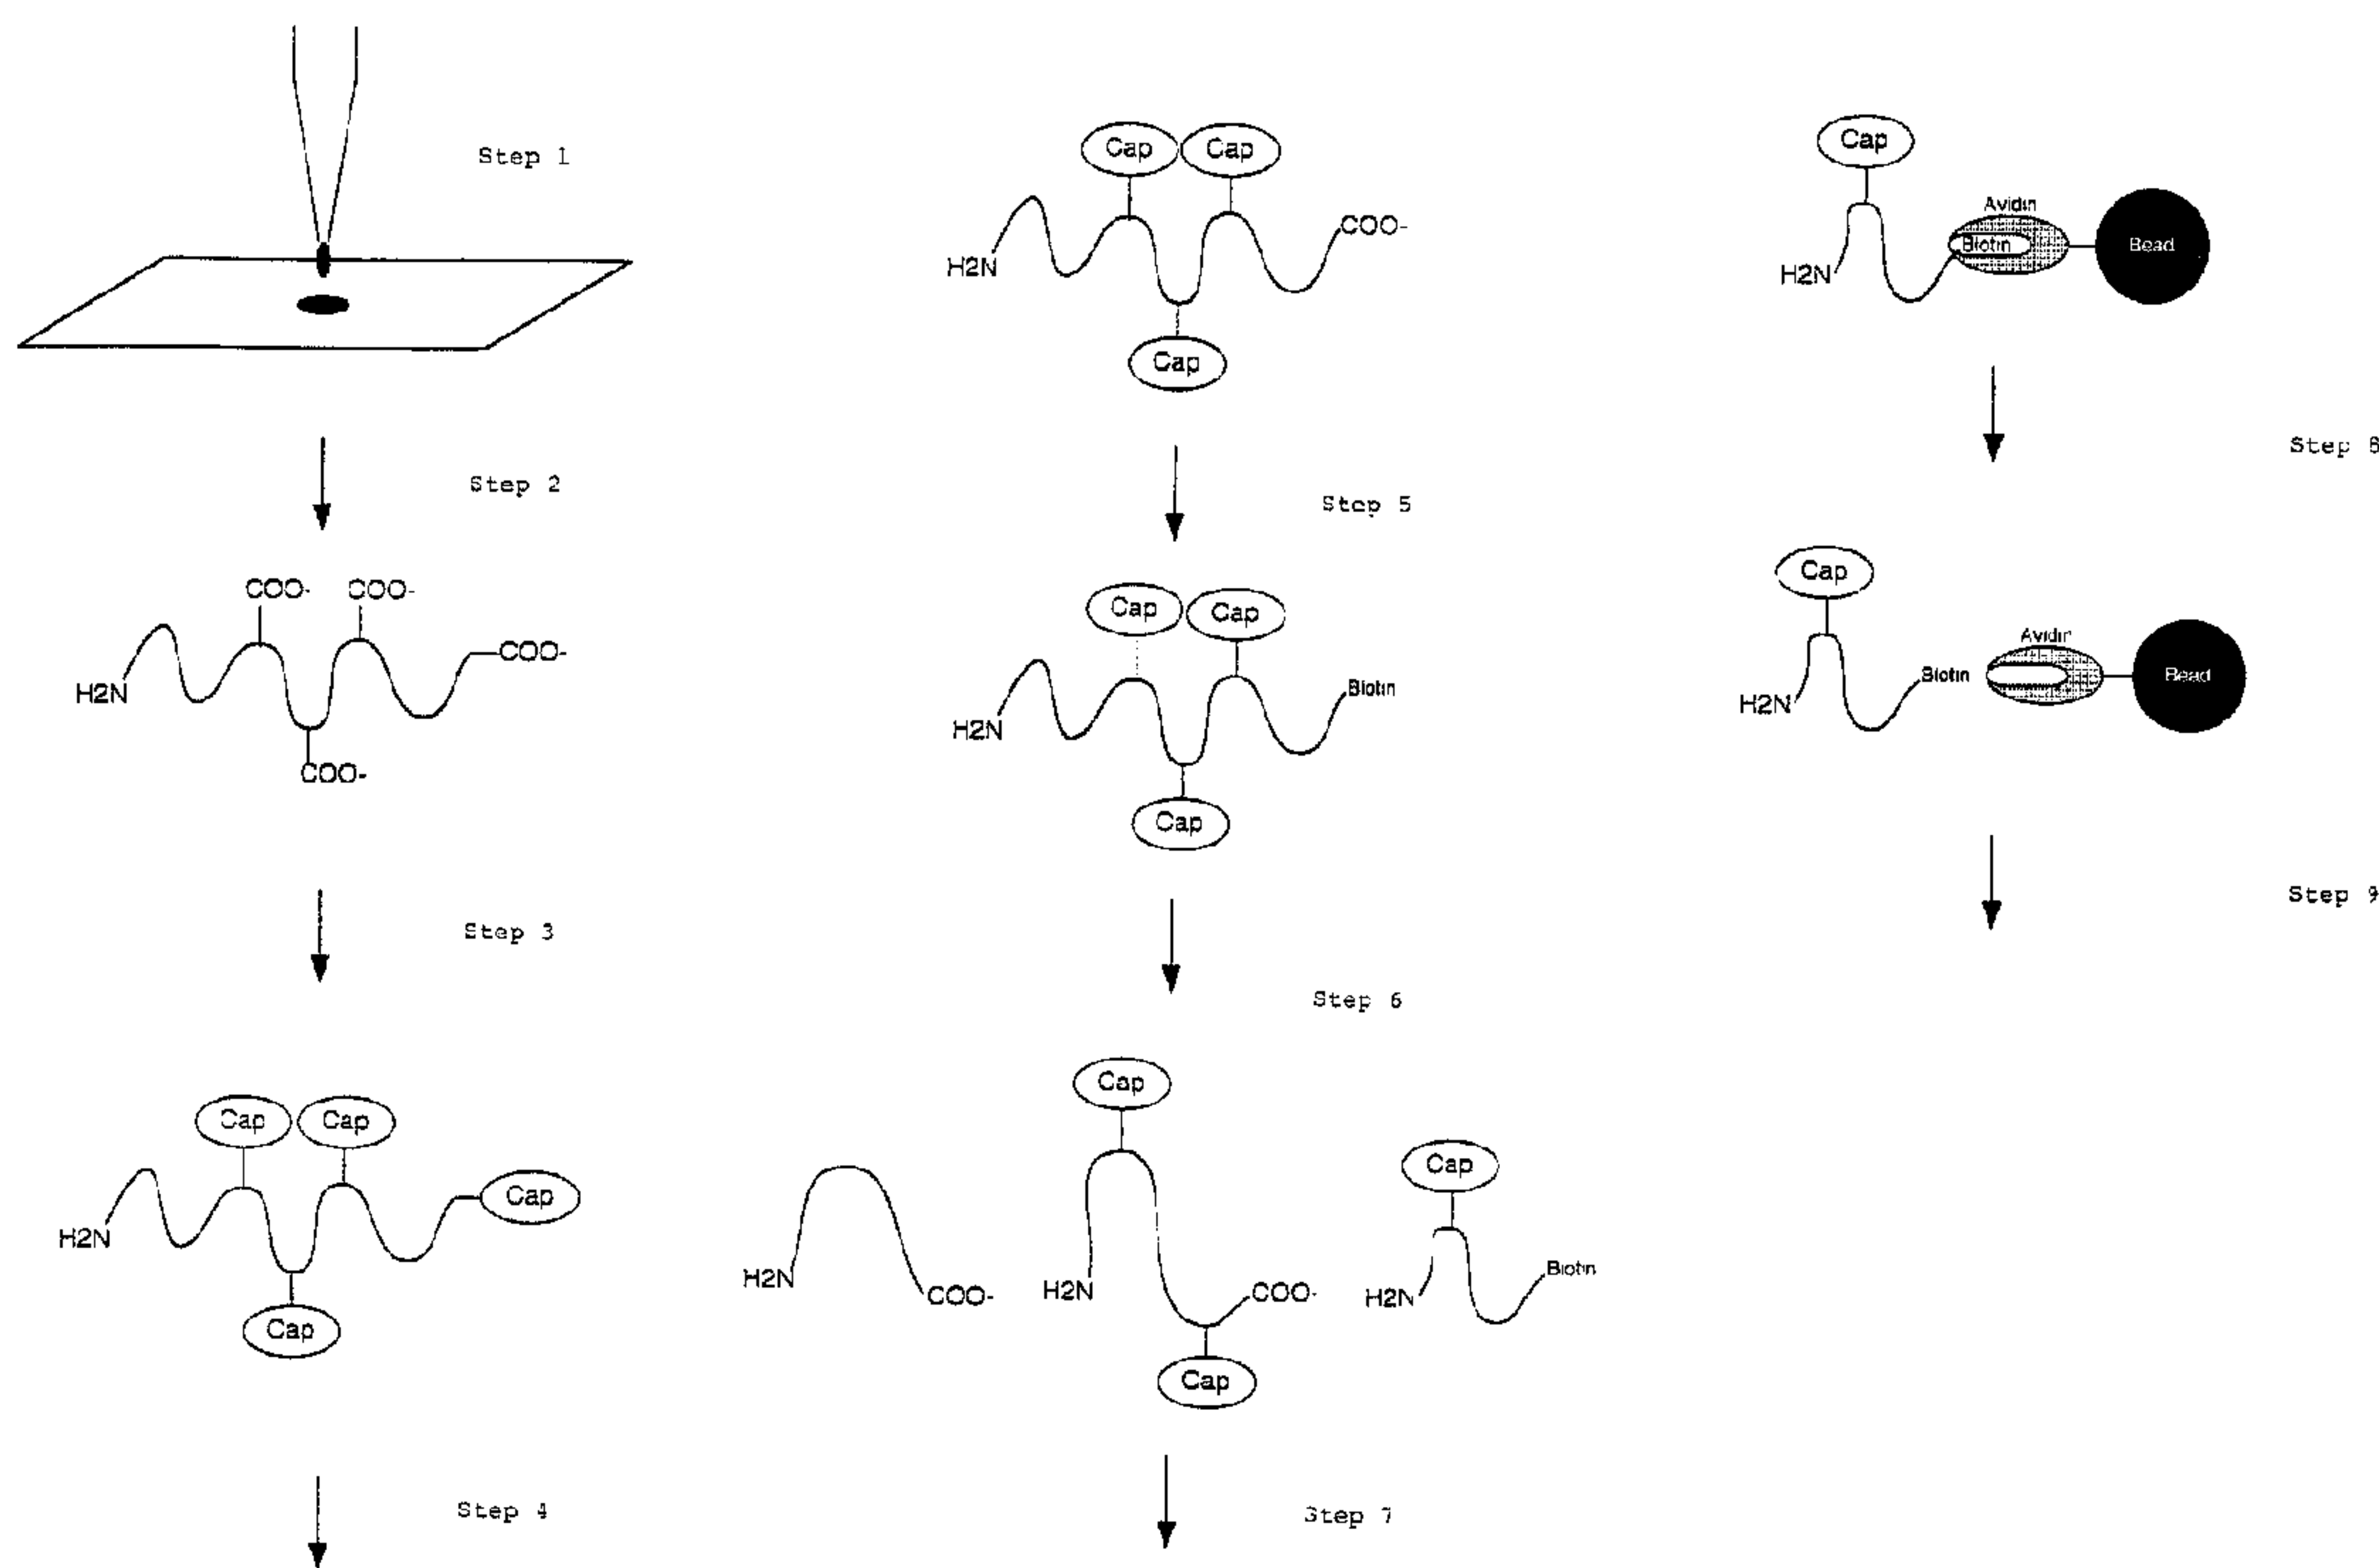 Step 1
Step 2
COO-
COO-
COO-
H2N
COO-
Step 3
Cap
Cap
Cap
H2N
Cap
Step 4
Cap
Cap
COO-
H2N
Cap
Step 5
Cap
Cap
Biotin
H2N
Cap
Step 6
Cap
Cap
H2N
COO-
H2N
COO-
H2N
Biotin
Cap
Step 7
Cap
Avidin
Biotin
Bead
H2N
Step 8
Cap
Avidin
Biotin
Bead
H2N
Step 9